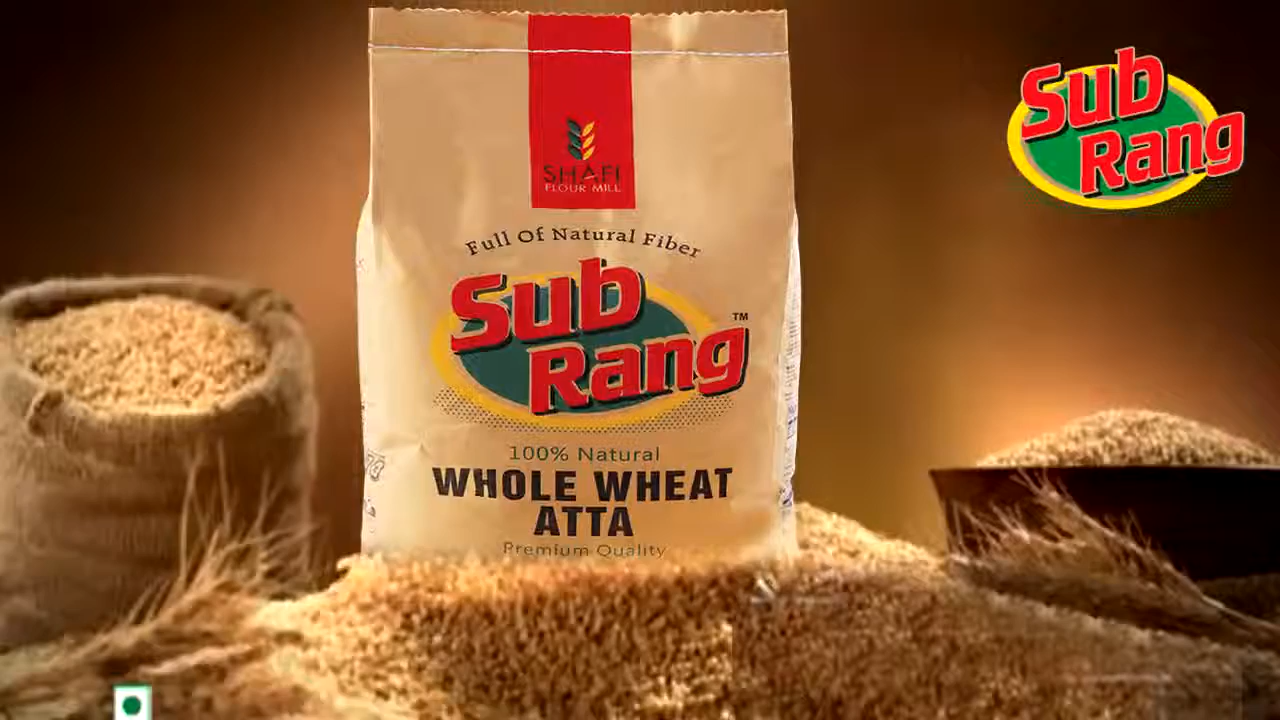 SHAFI
FLOUR MILL
Full Of Natural Fiber
Sub
Rang
TM
100% Natural
WHOLE WHEAT
ATTA
Premium Quality
Sub
Rang